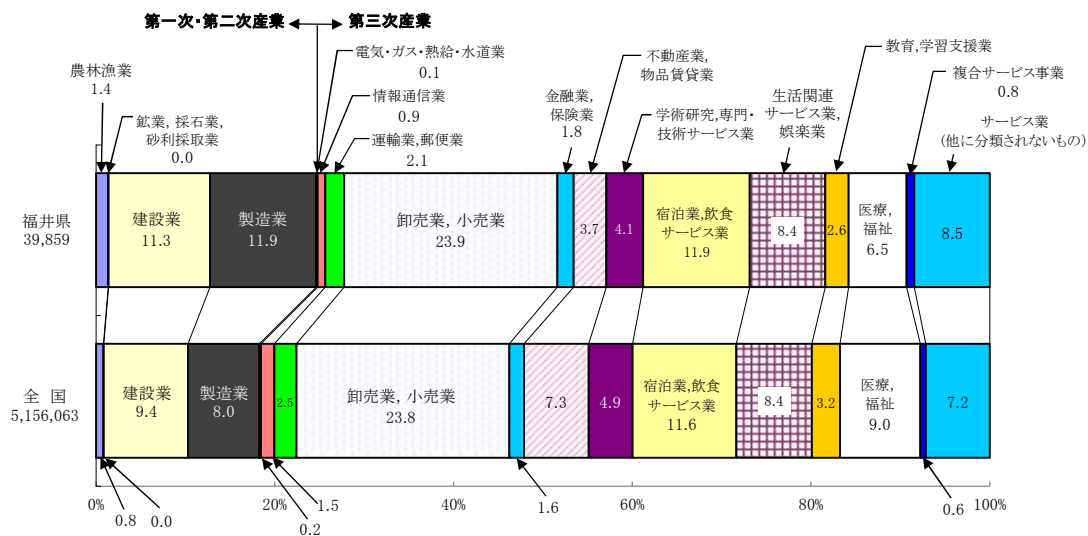 第一次・第二次産業
第三次産業
農林漁業
1.4
鉱業, 採石業,
砂利採取業
0.0
電気・ガス・熱給・水道業
0.1
情報通信業
0.9
運輸業,郵便業
2.1
金融業,
保険業
1.8
不動産業,
物品賃貸業
学術研究,専門・
技術サービス業
生活関連
サービス業,
娯楽業
教育,学習支援業
複合サービス事業
0.8
サービス業
(他に分類されないもの)
福井県
39,859
建設業
11.3
製造業
11.9
卸売業, 小売業
23.9
3.7
4.1
宿泊業,飲食
サービス業
11.9
8.4
2.6
医療,
福祉
6.5
8.5
全 国
5,156,063
建設業
9.4
製造業
8.0
2.5
卸売業, 小売業
23.8
7.3
4.9
宿泊業,飲食
サービス業
11.6
8.4
3.2
医療,
福祉
9.0
7.2
0.8
0.0
0.2
1.5
1.6
0.6
0%
20%
40%
60%
80%
100%